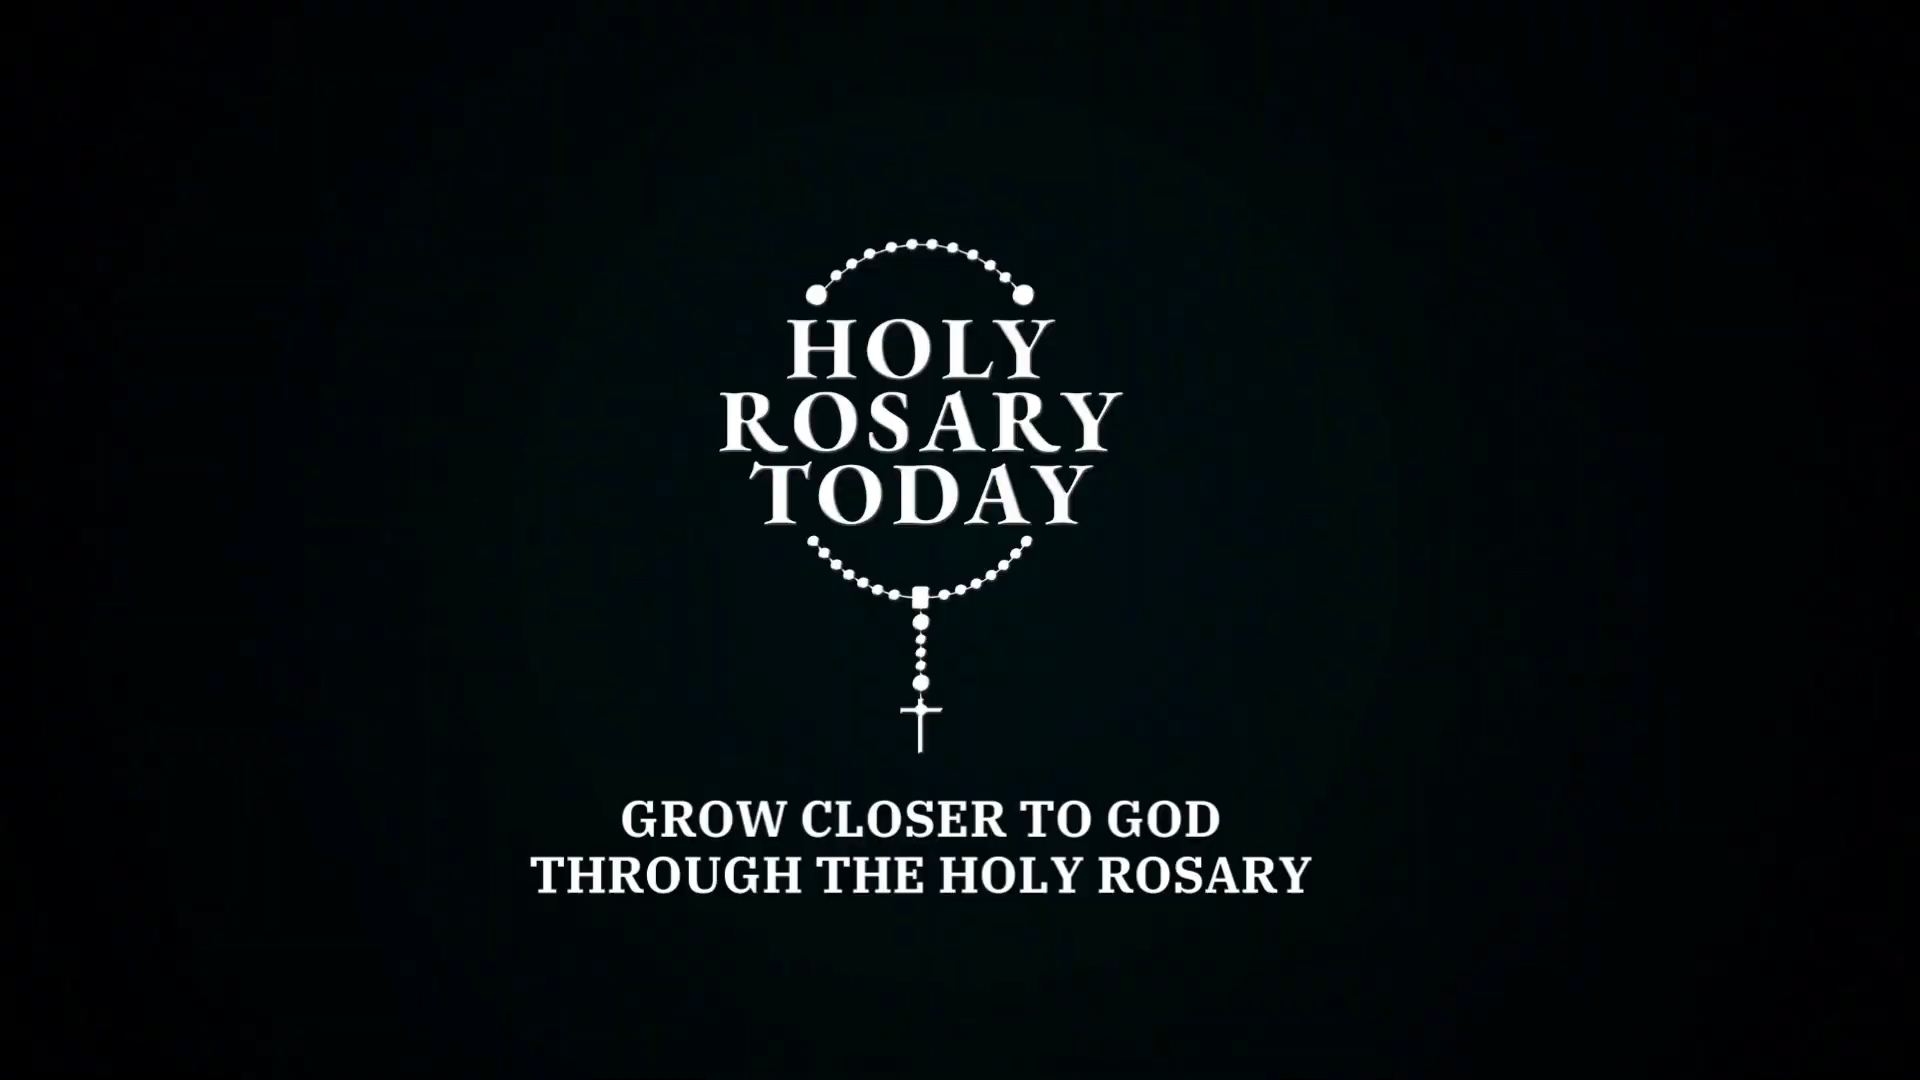 HOLY
ROSARY
TODAY
GROW CLOSER TO GOD
THROUGH THE HOLY ROSARY